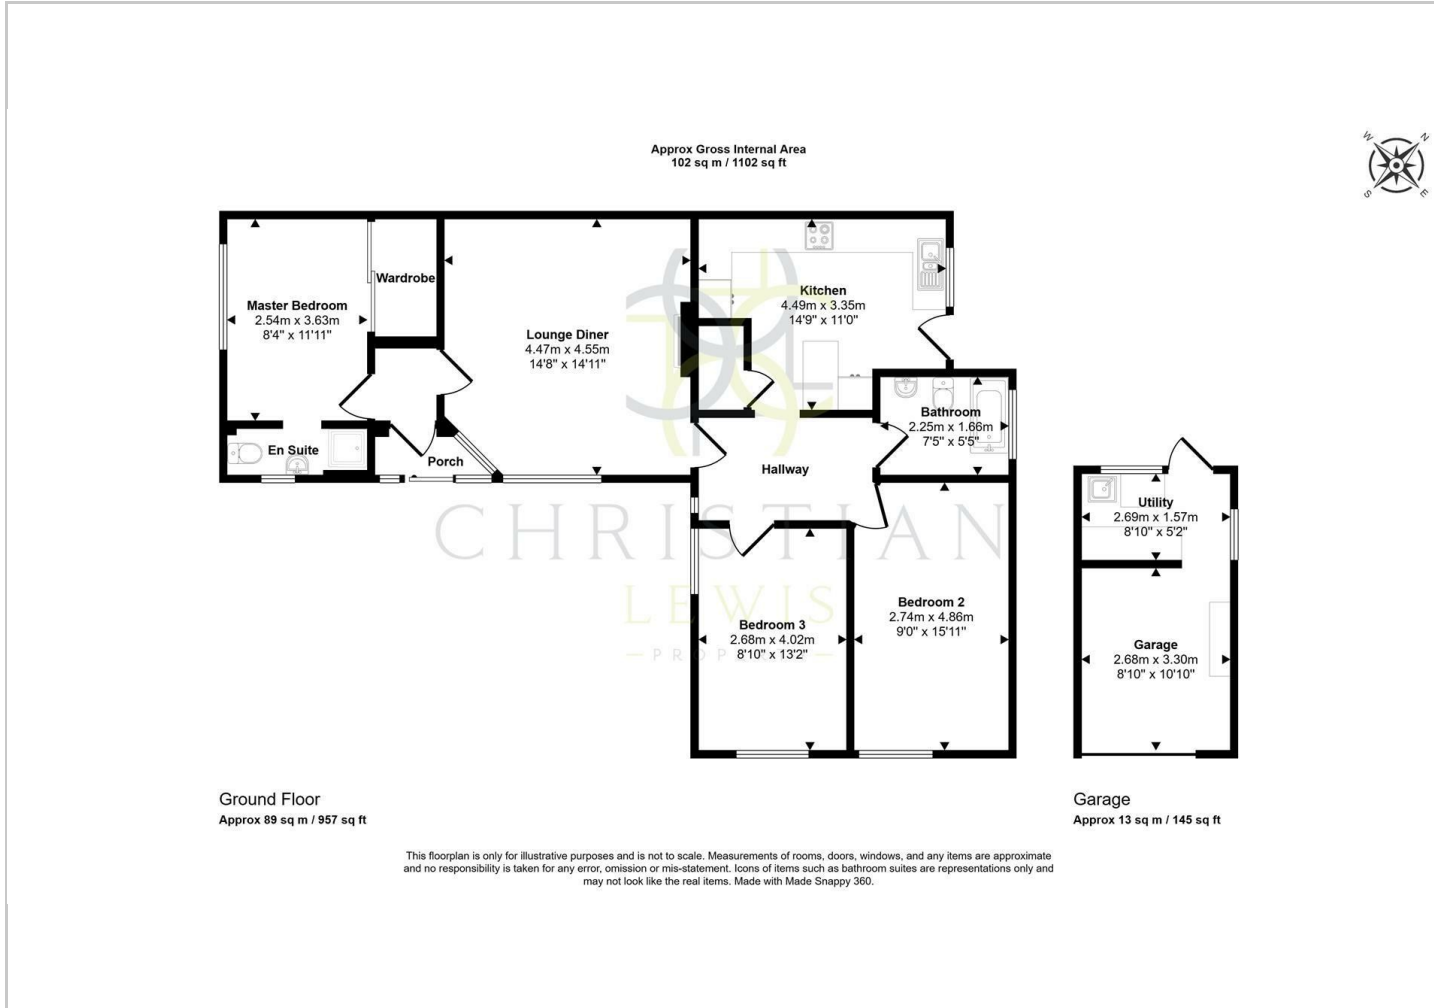 Approx Gross Internal Area
102 sq m / 1102 sq ft
W
N
S
E
Master Bedroom
2.54m x 3.63m
8'4" x 11'11"
Wardrobe
Lounge Diner
4.47m x 4.55m
14'8" x 14'11"
Kitchen
4.49m x 3.35m
14'9" x 11'0"
En Suite
Porch
Hallway
Bathroom
2.25m x 1.66m
7'5" x 5'5"
Utility
2.69m x 1.57m
8'10" x 5'2"
CHRISTIAN
LEWIS
Bedroom 3
2.68m x 4.02m
8'10" x 13'2"
Bedroom 2
2.74m x 4.86m
9'0" x 15'11"
Garage
2.68m x 3.30m
8'10" x 10'10"
Ground Floor
Approx 89 sq m / 957 sq ft
Garage
Approx 13 sq m / 145 sq ft
This floorplan is only for illustrative purposes and is not to scale. Measurements of rooms, doors, windows, and any items are approximate
and no responsibility is taken for any error, omission or mis-statement. Icons of items such as bathroom suites are representations only and
may not look like the real items. Made with Made Snappy 360.